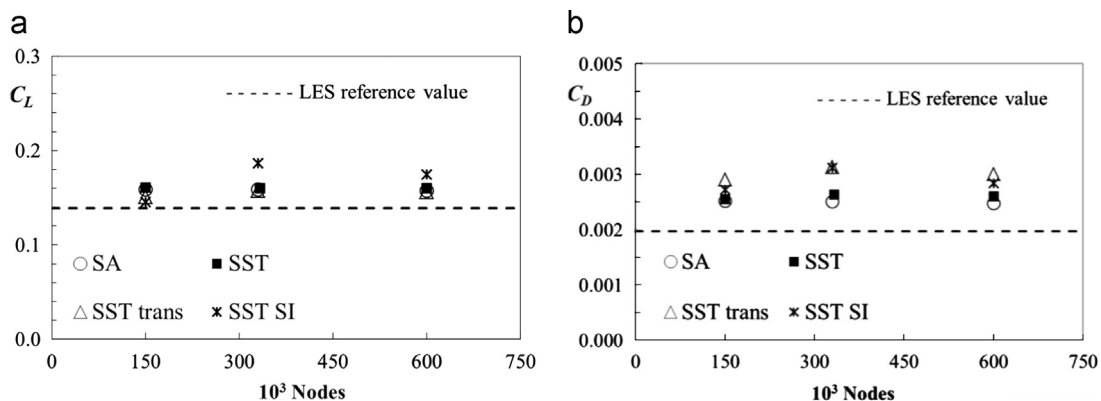 a
0.3
C_L
0.2
0.1
0.0
LES reference value
SA
SST
SST trans
SST SI
0 150 300 450 600 750
10³ Nodes
b
0.005
C_D
0.004
0.003
0.002
0.001
0.000
LES reference value
SA
SST
SST trans
SST SI
0 150 300 450 600 750
10³ Nodes